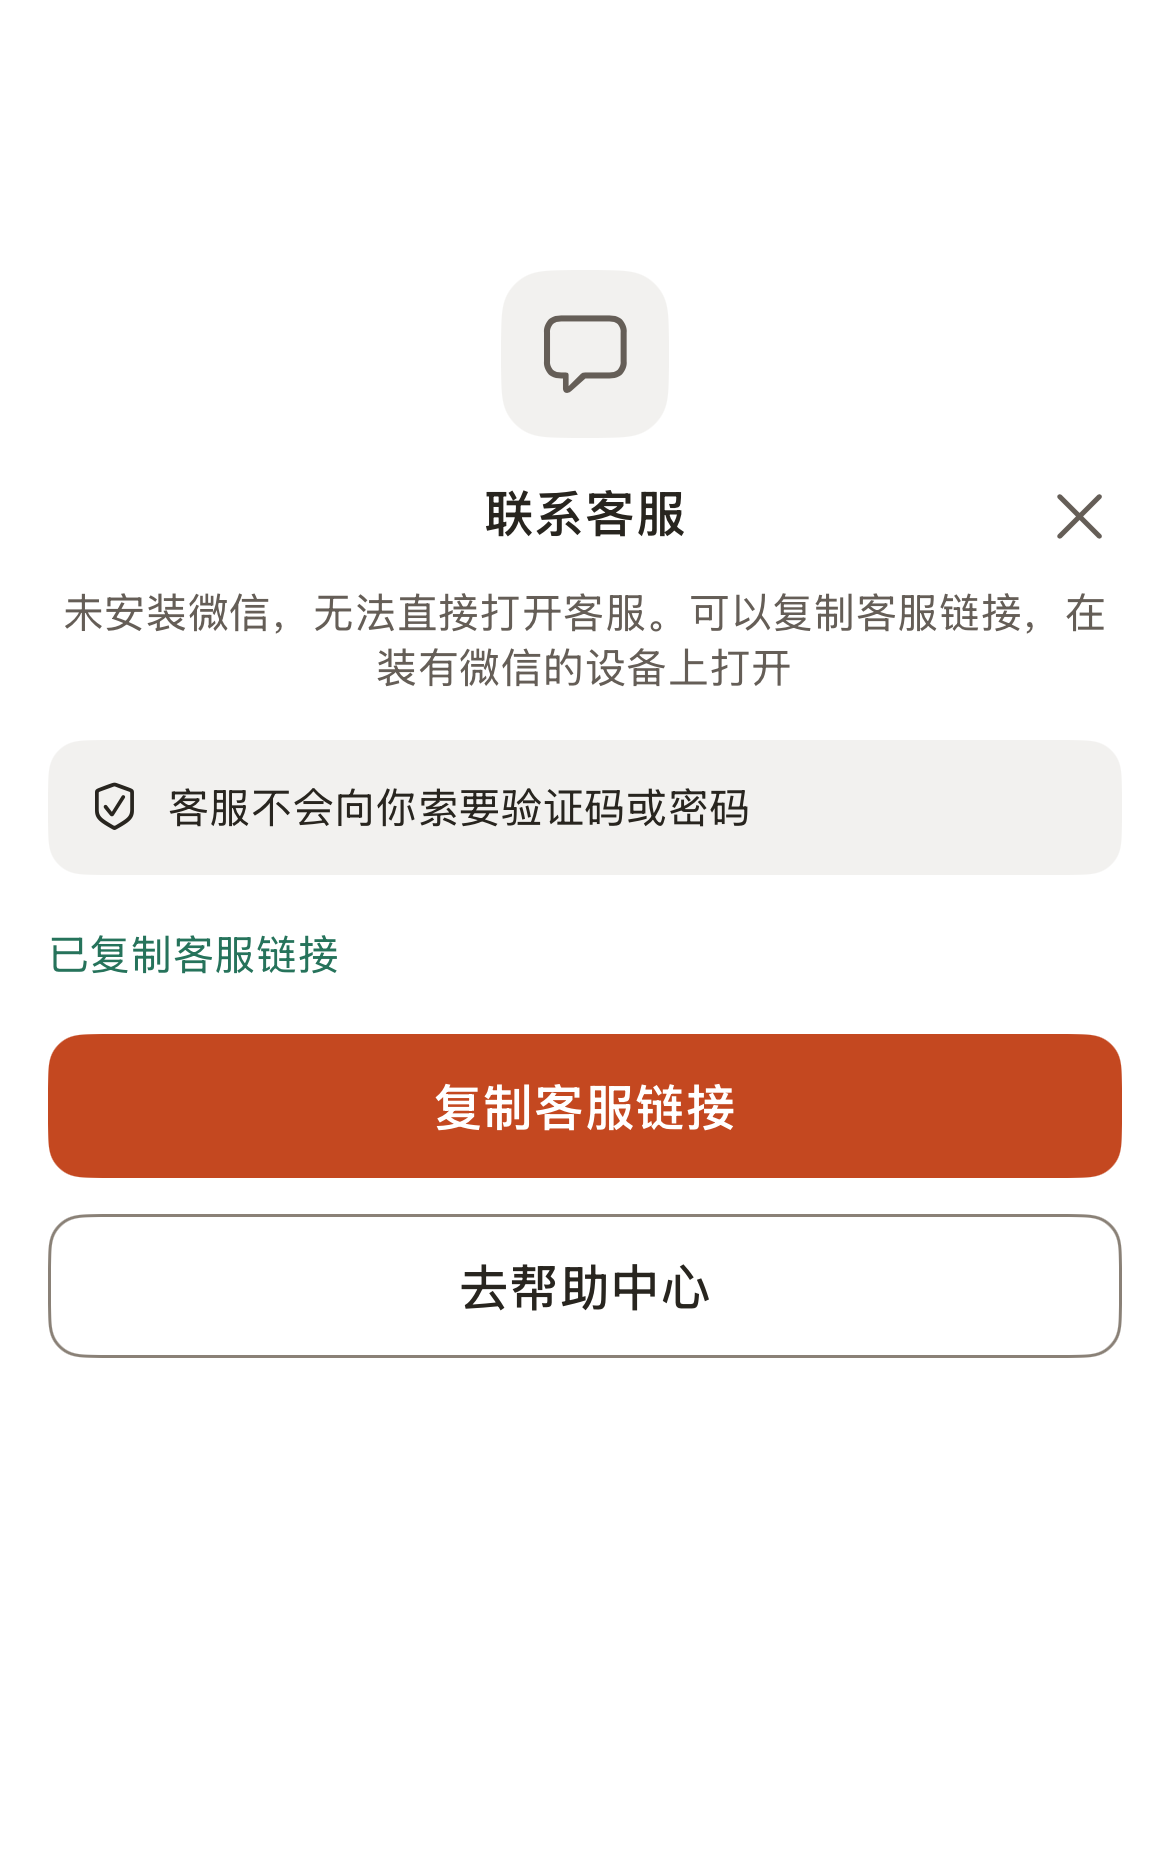 联系客服
未安装微信，无法直接打开客服。可以复制客服链接，在
装有微信的设备上打开
客服不会向你索要验证码或密码
已复制客服链接
复制客服链接
去帮助中心